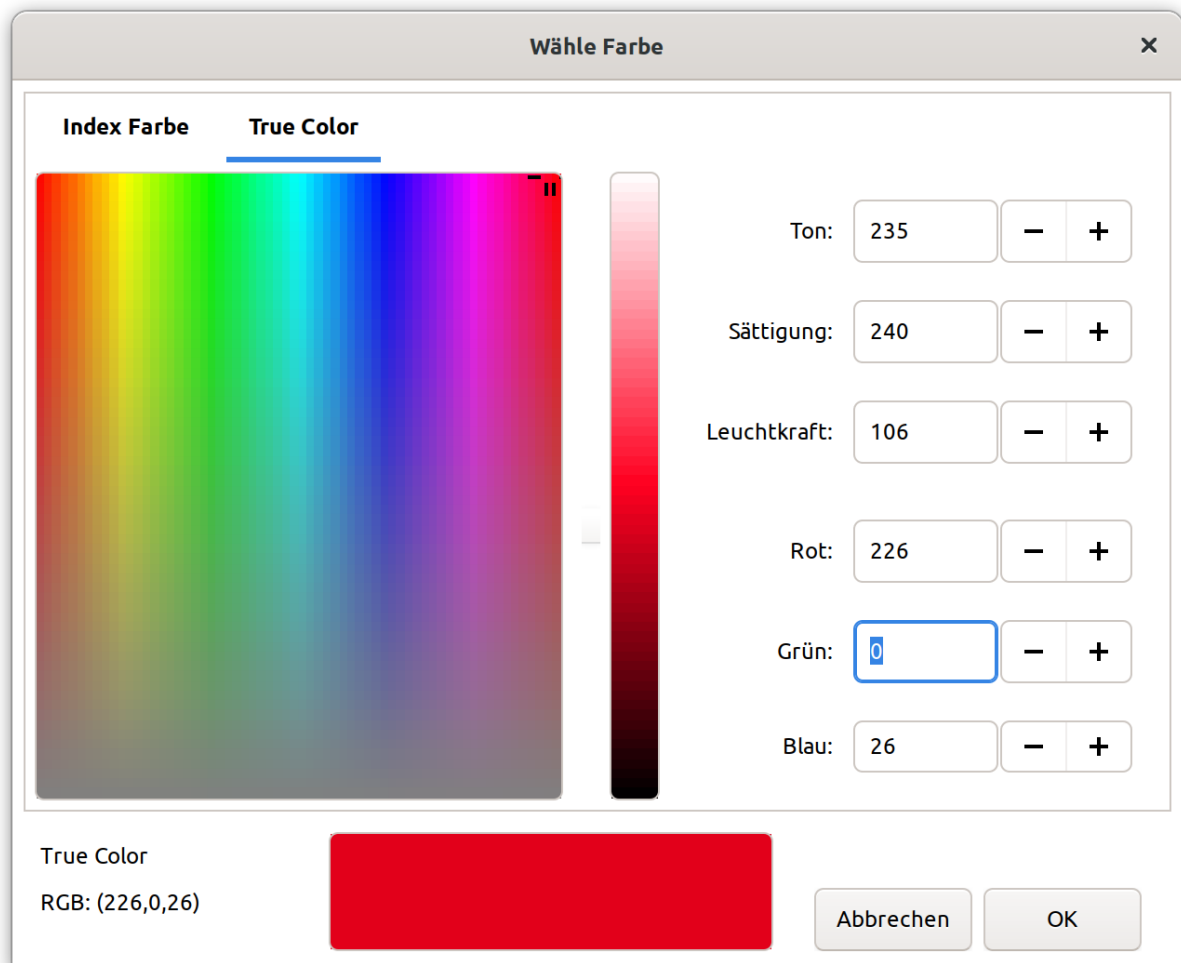 Wähle Farbe
Index Farbe True Color
Ton: 235
Sättigung: 240
Leuchtkraft: 106
Rot: 226
Grün: 0
Blau: 26
True Color
RGB: (226,0,26)
Abbrechen OK